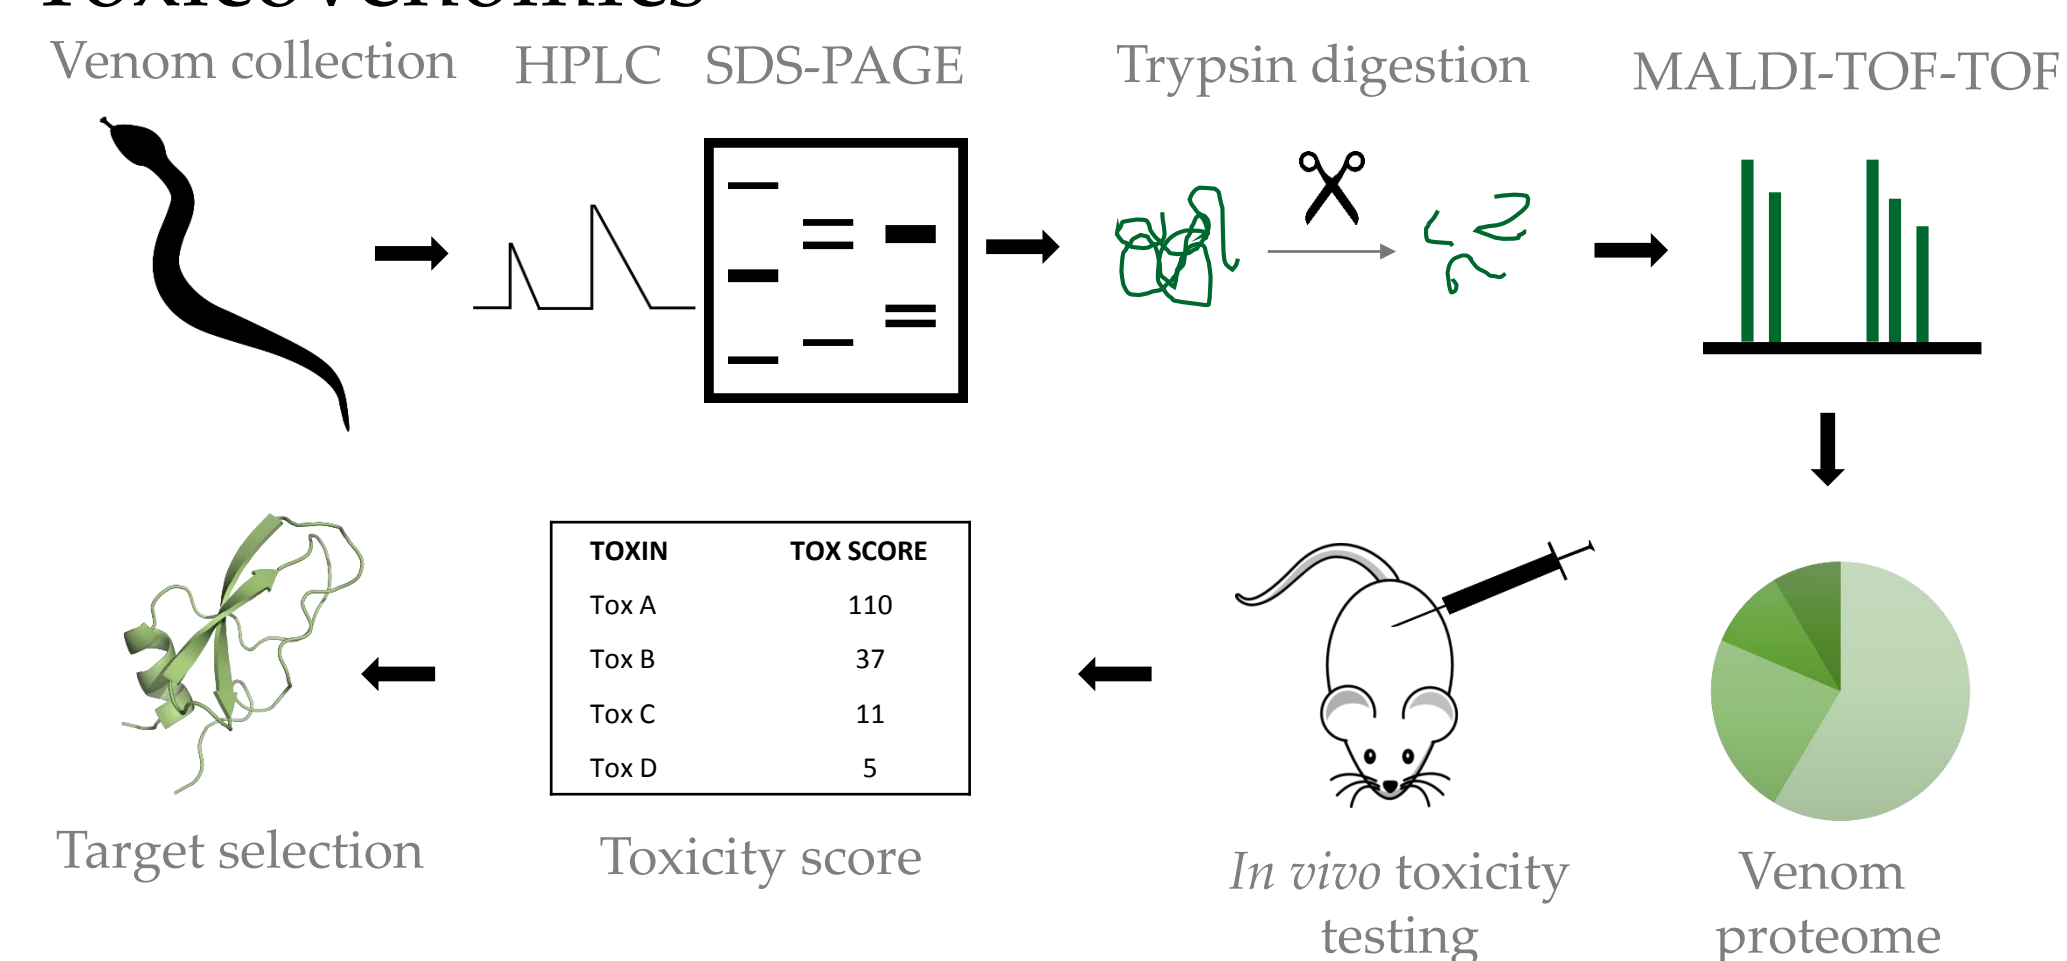 Toxicovenomics
Venom collection
HPLC
SDS-PAGE
Trypsin digestion
MALDI-TOF-TOF
TOXIN TOX SCORE
Tox A 110
Tox B 37
Tox C 11
Tox D 5
Target selection
Toxicity score
In vivo toxicity
testing
Venom
proteome